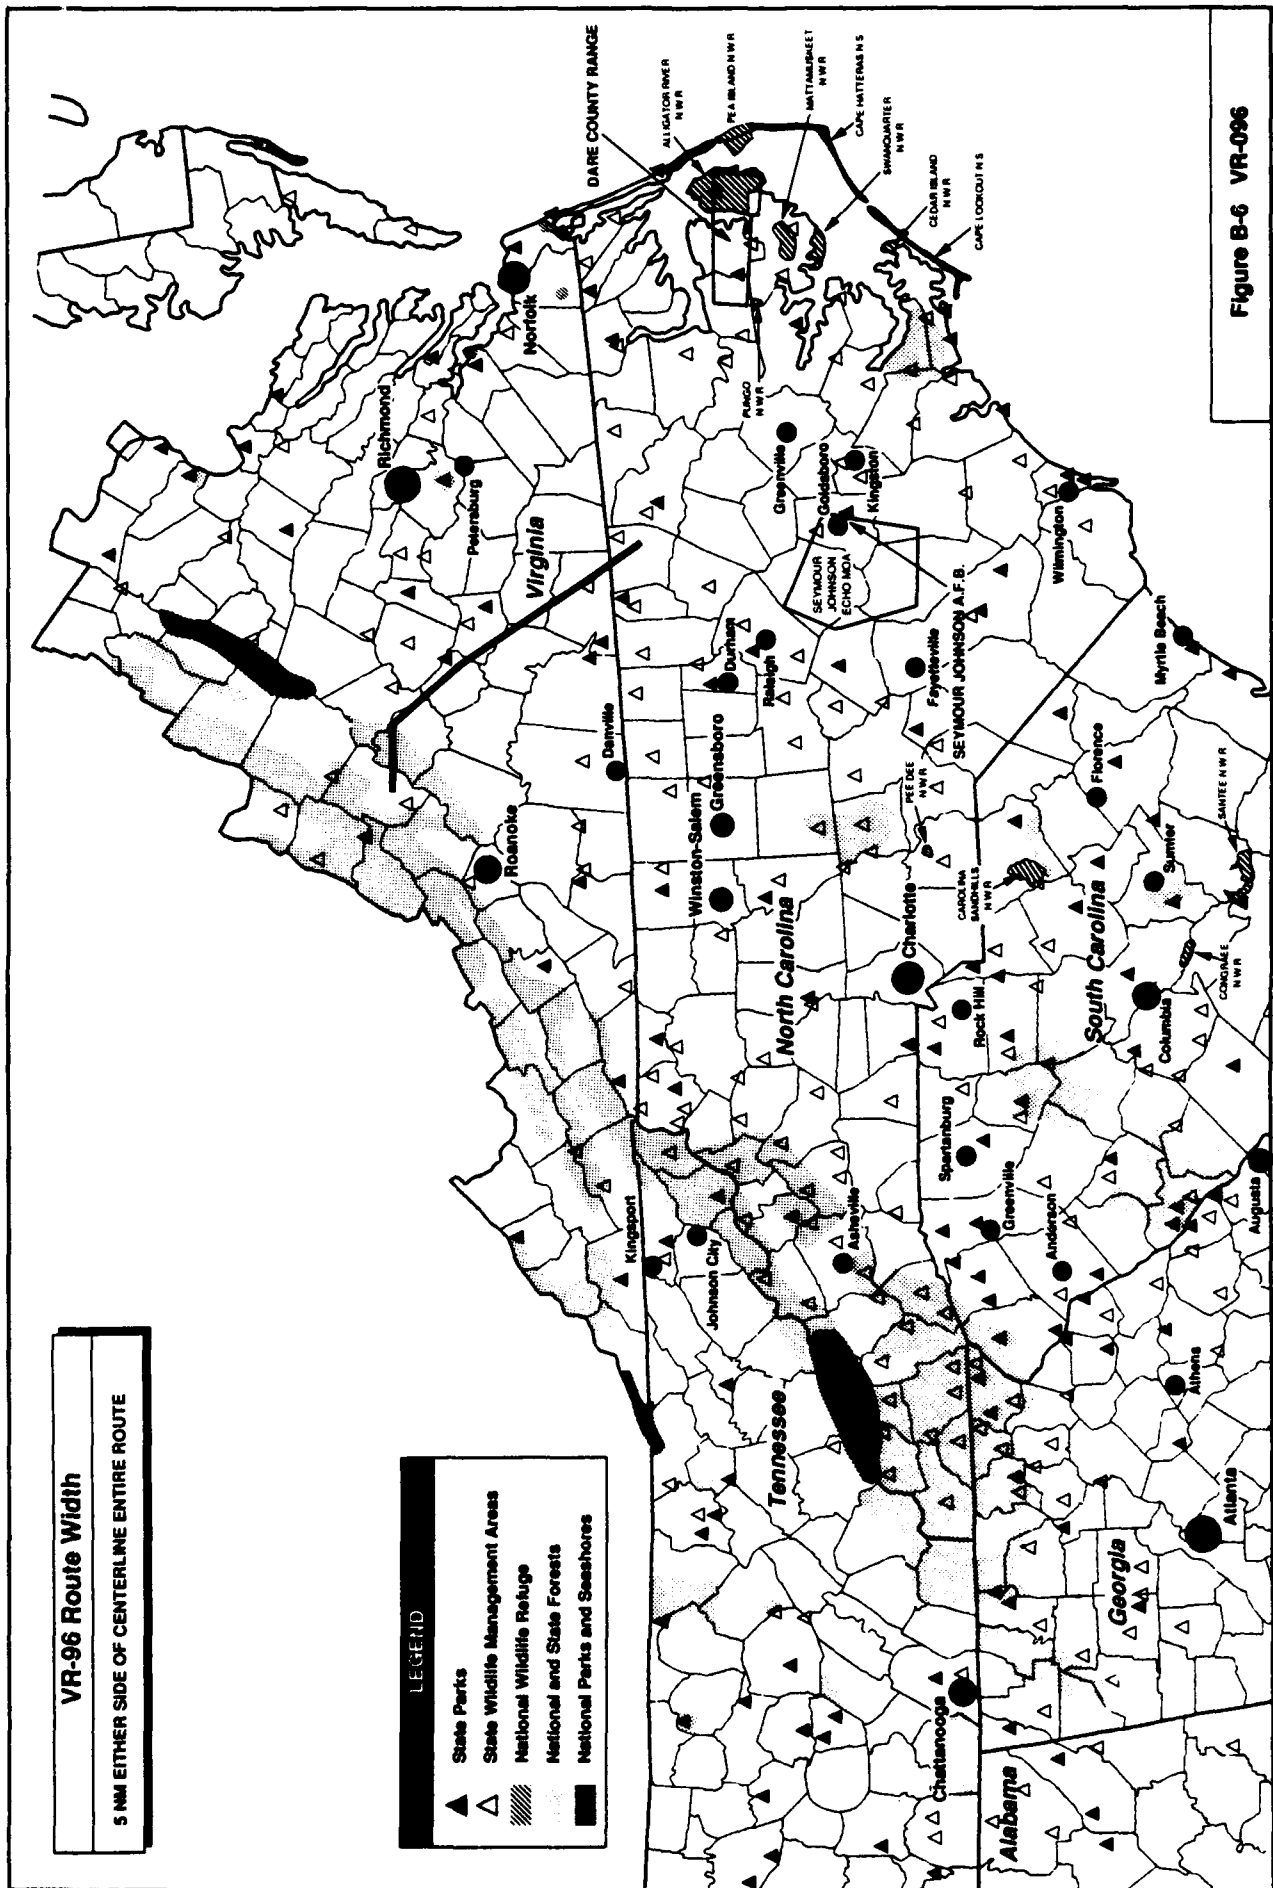 VR-96 Route Width
5 NM EITHER SIDE OF CENTERLINE ENTIRE ROUTE
LEGEND
State Parks
State Wildlife Management Areas
National Wildlife Refuge
National and State Forests
National Parks and Seashores
Richmond
Petersburg
Norfolk
Virginia
Roanoke
Danville
DARE COUNTY RANGE
ALLIGATOR RIVER
N W R
PEA ISLAND N W R
MATTAMUSKEET
N W R
CAPE HATTERAS N S
SWANQUARTER
N W R
CEDAR ISLAND
N W R
CAPE LOOKOUT N S
PUNGO
N W R
Greenville
Goldsboro
Kingston
SEYMOUR
JOHNSON
ECHO MOA
SEYMOUR JOHNSON A.F.B.
Durham
Raleigh
Fayetteville
Wilmington
Winston-Salem
Greensboro
North Carolina
Charlotte
PEE DEE
N W R
CAROLINA
SANDHILLS
N W R
Kingsport
Johnson City
Asheville
Tennessee
Chattanooga
Myrtle Beach
Florence
Sumter
SANTEE N W R
South Carolina
Columbia
CONGRAEE
N W R
Rock Hill
Spartanburg
Greenville
Anderson
Augusta
Athens
Atlanta
Georgia
Alabama
Figure B-6 VR-096